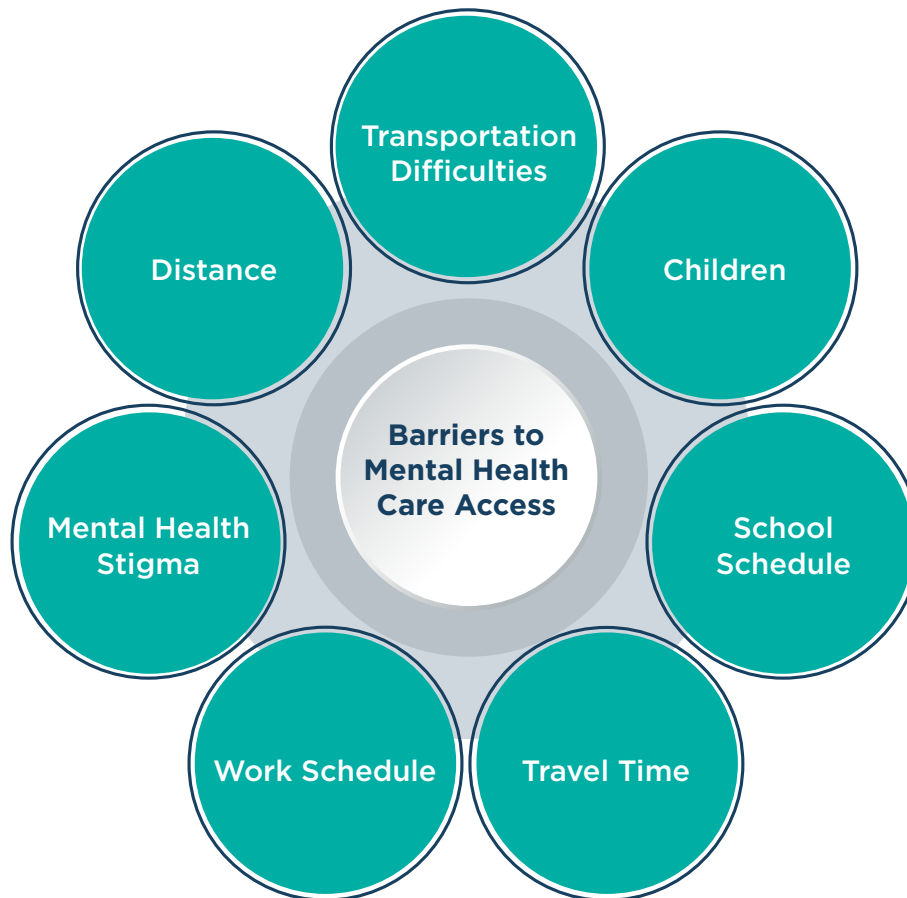 Transportation
Difficulties
Distance
Children
Barriers to
Mental Health
Care Access
Mental Health
Stigma
School
Schedule
Work Schedule
Travel Time